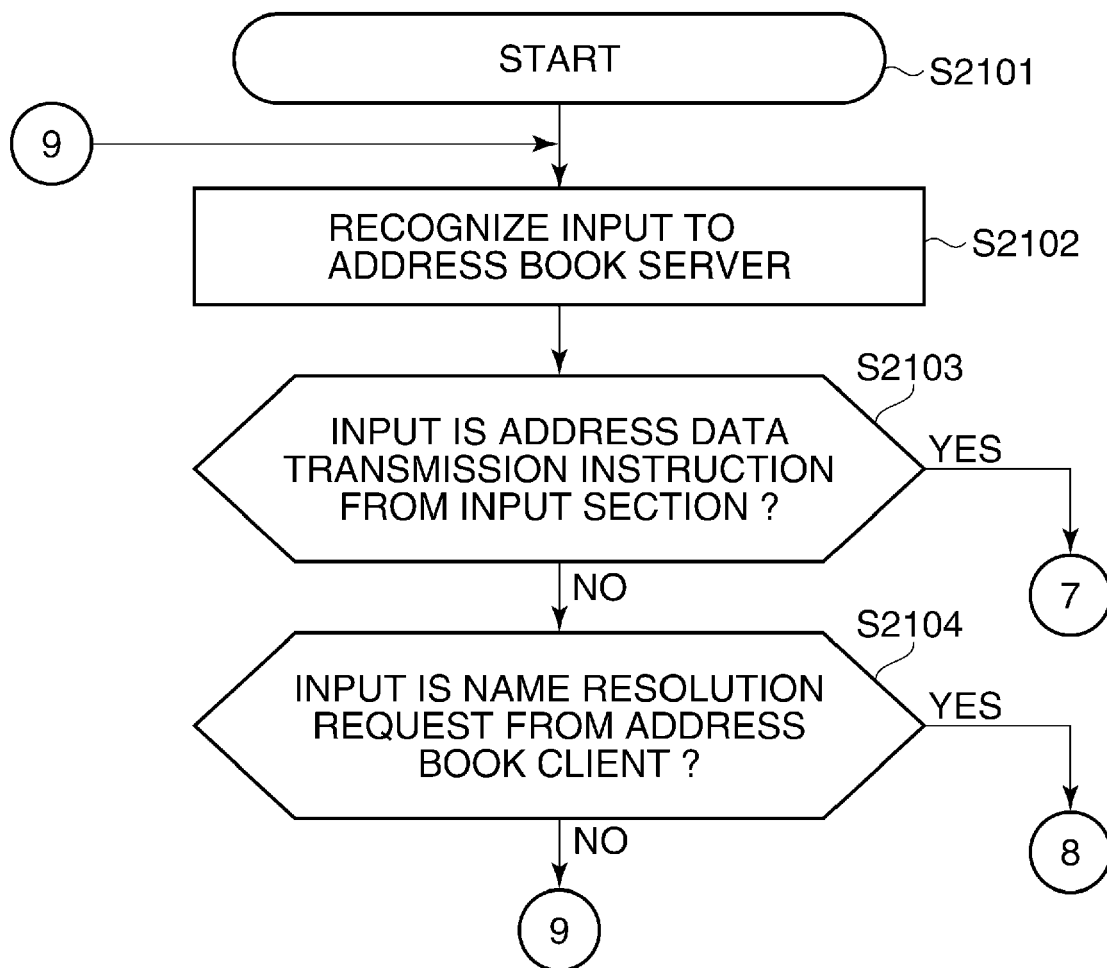 START
S2101
9
RECOGNIZE INPUT TO
ADDRESS BOOK SERVER
S2102
S2103
INPUT IS ADDRESS DATA
TRANSMISSION INSTRUCTION
FROM INPUT SECTION ?
YES
7
NO
S2104
INPUT IS NAME RESOLUTION
REQUEST FROM ADDRESS
BOOK CLIENT ?
YES
8
NO
9